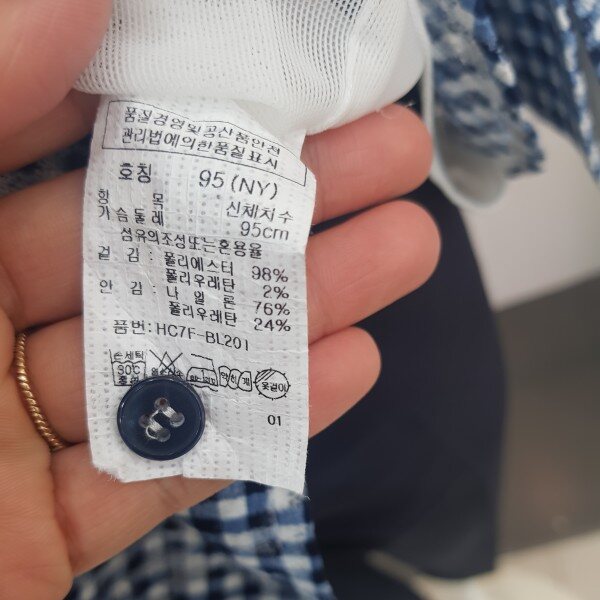 품질경영및공산품안전
관리법에의한품질표시
호칭 95(NY)
항 목 신체치수
가슴둘레 95cm
섬유의조성또는혼용율
겉 감 : 폴리에스터 98%
폴리우레탄 2%
안 감 : 나 일 론 76%
폴리우레탄 24%
품번:HC7F-BL201
손세탁 옷걸이
30℃
중성
01